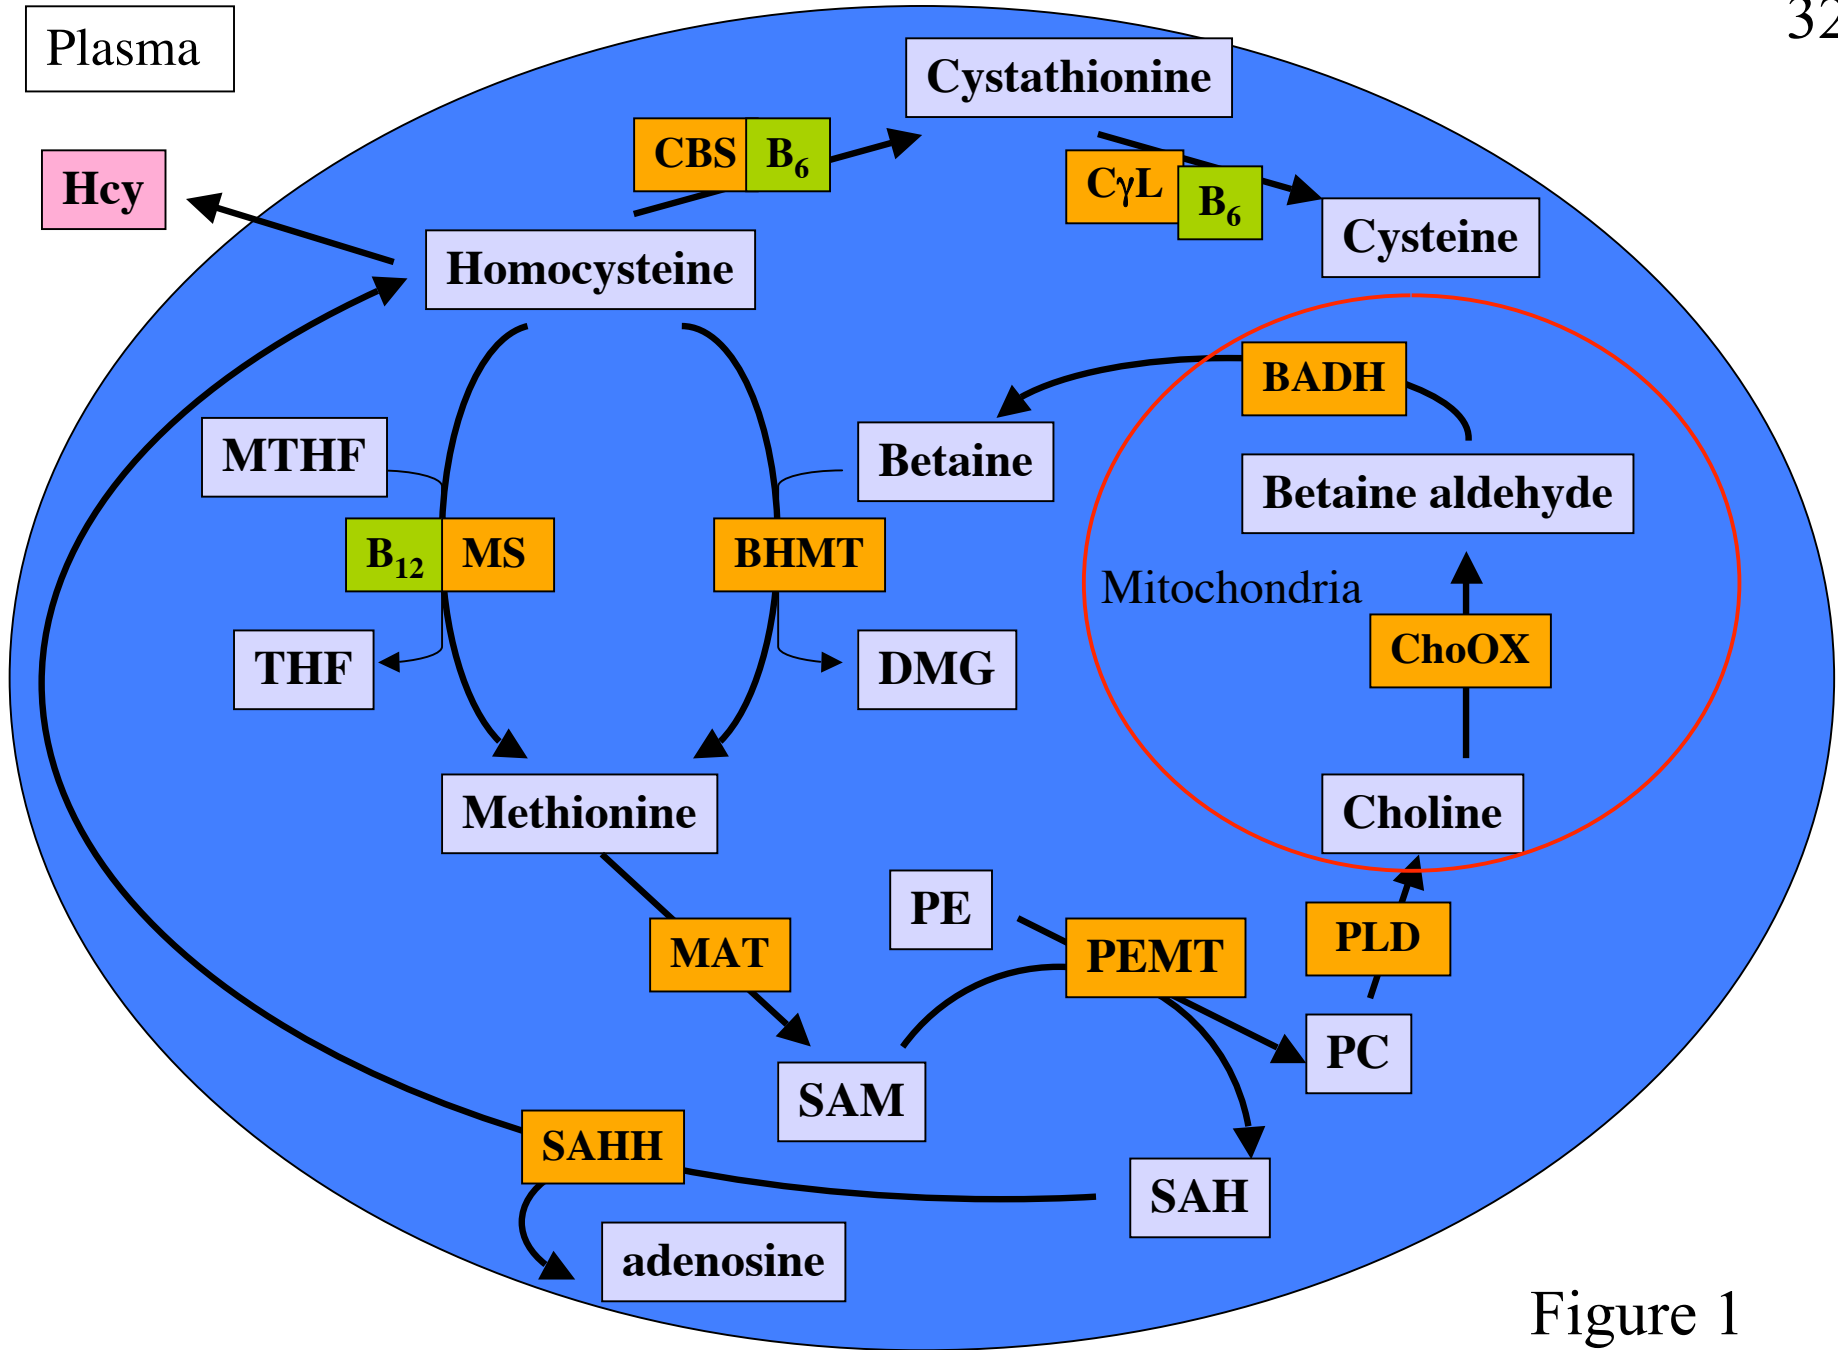 32
Plasma
Cystathionine
CBS B₆
CγL B₆
Hcy
Cysteine
Homocysteine
BADH
MTHF
Betaine
Betaine aldehyde
B₁₂ MS
BHMT
Mitochondria
ChoOX
THF
DMG
Methionine
Choline
PE
MAT
PEMT
PLD
PC
SAM
SAHH
SAH
adenosine
Figure 1